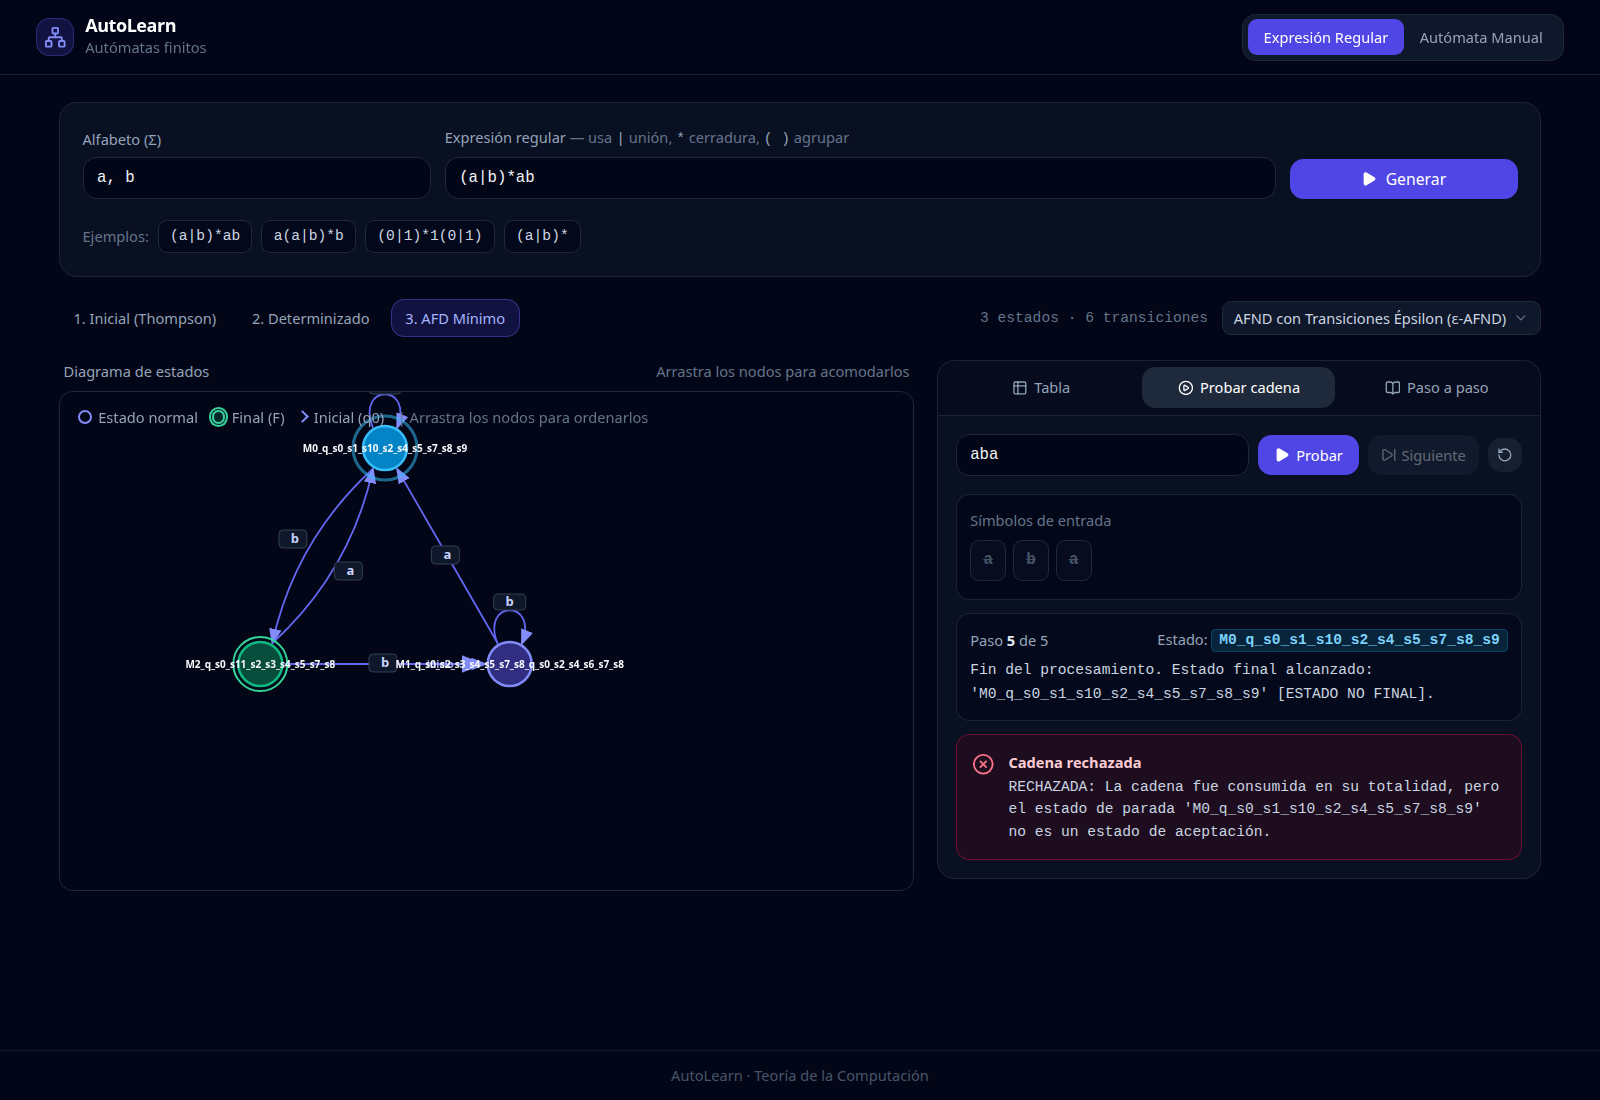 AutoLearn
Autómatas finitos
Expresión Regular
Autómata Manual
Alfabeto (Σ)
Expresión regular — usa | unión, * cerradura, ( ) agrupar
a, b
(a|b)*ab
Generar
Ejemplos:
(a|b)*ab
a(a|b)*b
(0|1)*1(0|1)
(a|b)*
1. Inicial (Thompson)
2. Determinizado
3. AFD Mínimo
3 estados · 6 transiciones
AFND con Transiciones Épsilon (ε-AFND)
Diagrama de estados
Arrastra los nodos para acomodarlos
Estado normal
Final (F)
Inicial (q0)
Arrastra los nodos para ordenarlos
M0_q_s0_s1_s10_s2_s4_s5_s7_s8_s9
b
a
a
b
M2_q_s0_s11_s2_s3_s4_s5_s7_s8
b
M1_q_s0_s2_s3_s4_s5_s7_s8_q_s0_s2_s4_s6_s7_s8
Tabla
Probar cadena
Paso a paso
aba
Probar
Siguiente
Símbolos de entrada
a
b
a
Paso 5 de 5
Estado: M0_q_s0_s1_s10_s2_s4_s5_s7_s8_s9
Fin del procesamiento. Estado final alcanzado:
'M0_q_s0_s1_s10_s2_s4_s5_s7_s8_s9' [ESTADO NO FINAL].
Cadena rechazada
RECHAZADA: La cadena fue consumida en su totalidad, pero
el estado de parada 'M0_q_s0_s1_s10_s2_s4_s5_s7_s8_s9'
no es un estado de aceptación.
AutoLearn · Teoría de la Computación